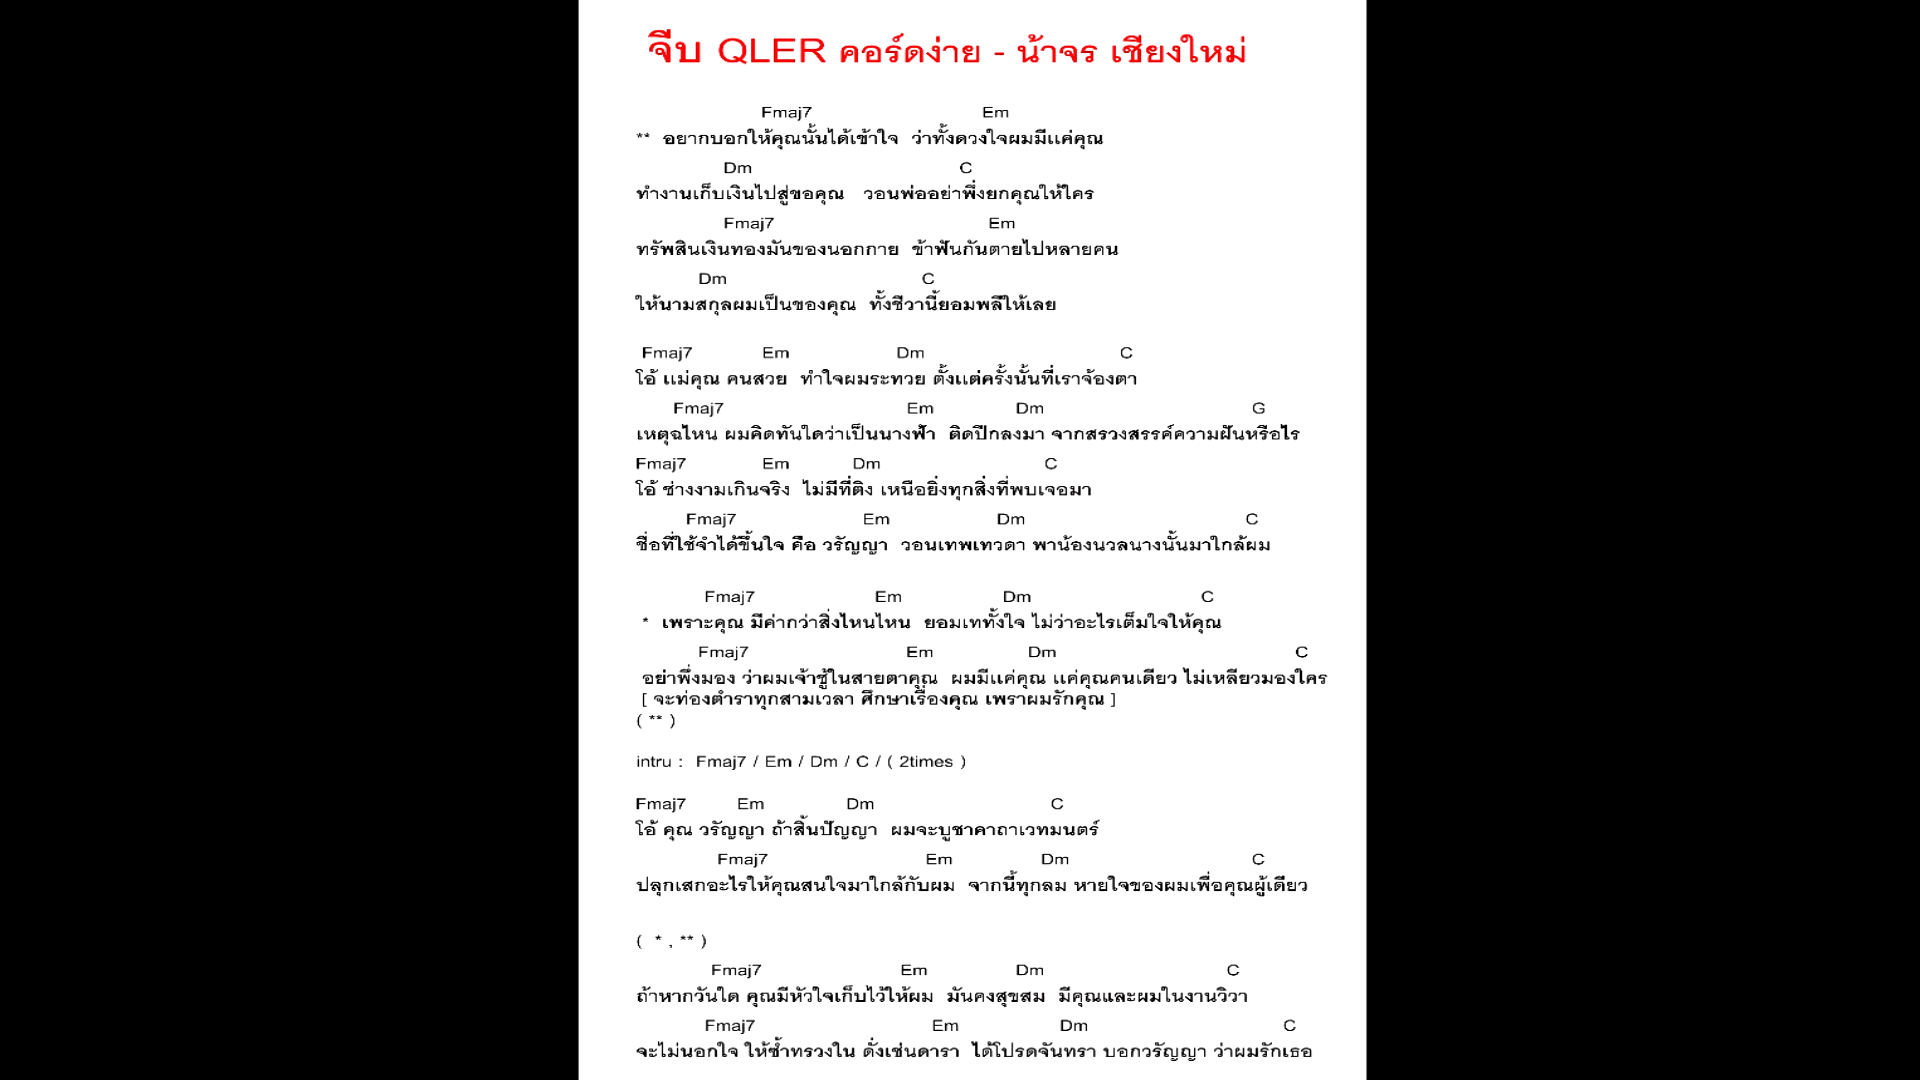 จีบ QLER คอร์ดง่าย - น้าจร เชียงใหม่
Fmaj7 Em
** อยากบอกให้คุณนั้นได้เข้าใจ ว่าทั้งดวงใจผมมีแค่คุณ
Dm C
ทำงานเก็บเงินไปสู่ขอคุณ วอนพ่ออย่าพึ่งยกคุณให้ใคร
Fmaj7 Em
ทรัพสินเงินทองมันของนอกกาย ข้าฟันกันตายไปหลายคน
Dm C
ให้นามสกุลผมเป็นของคุณ ทั้งชีวานี้ยอมพลีให้เลย
Fmaj7 Em Dm C
โอ้ แม่คุณ คนสวย ทำใจผมระทวย ตั้งแต่ครั้งนั้นที่เราจ้องตา
Fmaj7 Em Dm G
เหตุฉไหน ผมคิดทันใดว่าเป็นนางฟ้า ติดปีกลงมา จากสรวงสรรค์ความฝันหรือไร
Fmaj7 Em Dm C
โอ้ ช่างงามเกินจริง ไม่มีที่ติง เหนือยิ่งทุกสิ่งที่พบเจอมา
Fmaj7 Em Dm C
ชื่อที่ใช้จำได้ขึ้นใจ คือ วรัญญา วอนเทพเทวดา พาน้องนวลนางนั้นมาใกล้ผม
Fmaj7 Em Dm C
* เพราะคุณ มีค่ากว่าสิ่งไหนไหน ยอมเททั้งใจ ไม่ว่าอะไรเต็มใจให้คุณ
Fmaj7 Em Dm C
อย่าพึ่งมอง ว่าผมเจ้าชู้ในสายตาคุณ ผมมีแค่คุณ แค่คุณคนเดียว ไม่เหลียวมองใคร
[ จะท่องตำราทุกสามเวลา ศึกษาเรื่องคุณ เพราผมรักคุณ ]
( ** )
intru : Fmaj7 / Em / Dm / C / ( 2times )
Fmaj7 Em Dm C
โอ้ คุณ วรัญญา ถ้าสิ้นปัญญา ผมจะบูชาคาถาเวทมนตร์
Fmaj7 Em Dm C
ปลุกเสกอะไรให้คุณสนใจมาใกล้กับผม จากนี้ทุกลม หายใจของผมเพื่อคุณผู้เดียว
( * , ** )
Fmaj7 Em Dm C
ถ้าหากวันใด คุณมีหัวใจเก็บไว้ให้ผม มันคงสุขสม มีคุณและผมในงานวิวา
Fmaj7 Em Dm C
จะไม่นอกใจ ให้ช้ำทรวงใน ดั่งเช่นดารา ได้โปรดจันทรา บอกวรัญญา ว่าผมรักเธอ